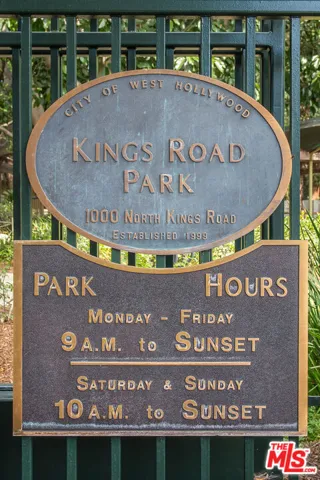 CITY OF WEST HOLLYWOOD
KINGS ROAD
PARK
1000 NORTH KINGS ROAD
ESTABLISHED 1999
PARK HOURS
MONDAY - FRIDAY
9 A.M. to SUNSET
SATURDAY & SUNDAY
10 A.M. to SUNSET
THE
MLS
.com